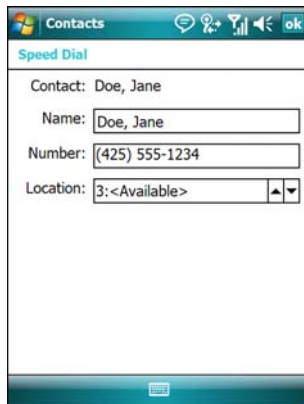 Contacts ok
Speed Dial
Contact: Doe, Jane
Name: Doe, Jane
Number: (425) 555-1234
Location: 3:<Available>